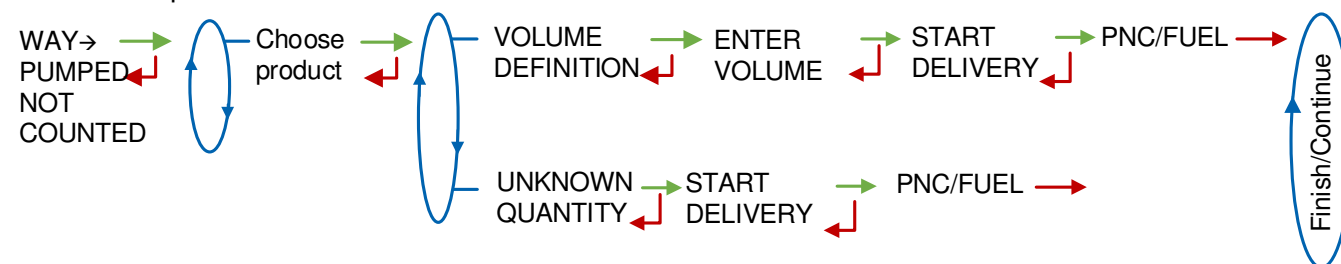 WAY→
PUMPED
NOT
COUNTED
Choose
product
VOLUME
DEFINITION
ENTER
VOLUME
START
DELIVERY
PNC/FUEL
UNKNOWN
QUANTITY
START
DELIVERY
PNC/FUEL
Finish/Continue